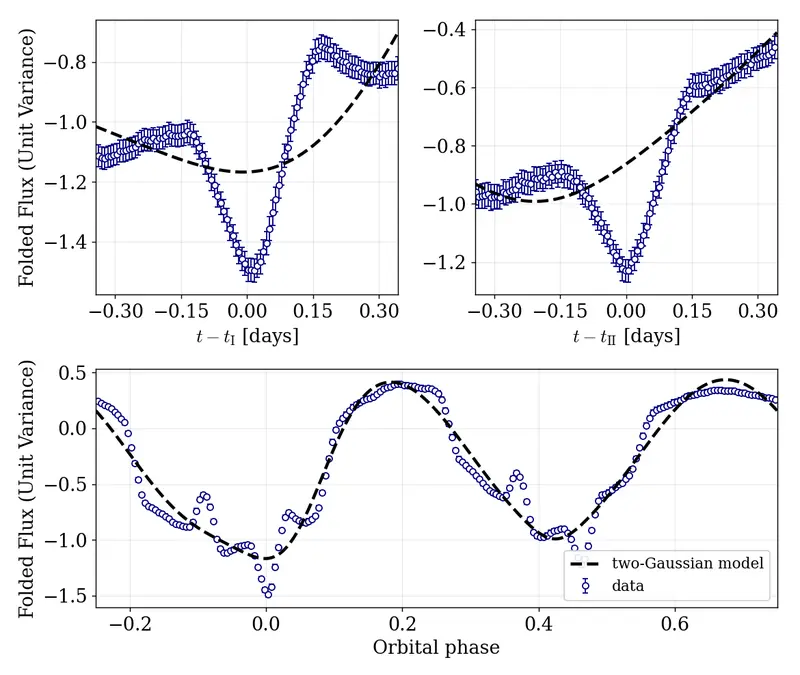 Folded Flux (Unit Variance)
−0.8
−1.0
−1.2
−1.4
−0.30 −0.15 0.00 0.15 0.30
t − t_I [days]
−0.4
−0.6
−0.8
−1.0
−1.2
−0.30 −0.15 0.00 0.15 0.30
t − t_II [days]
Folded Flux (Unit Variance)
0.5
0.0
−0.5
−1.0
−1.5
−0.2 0.0 0.2 0.4 0.6
Orbital phase
two-Gaussian model
data